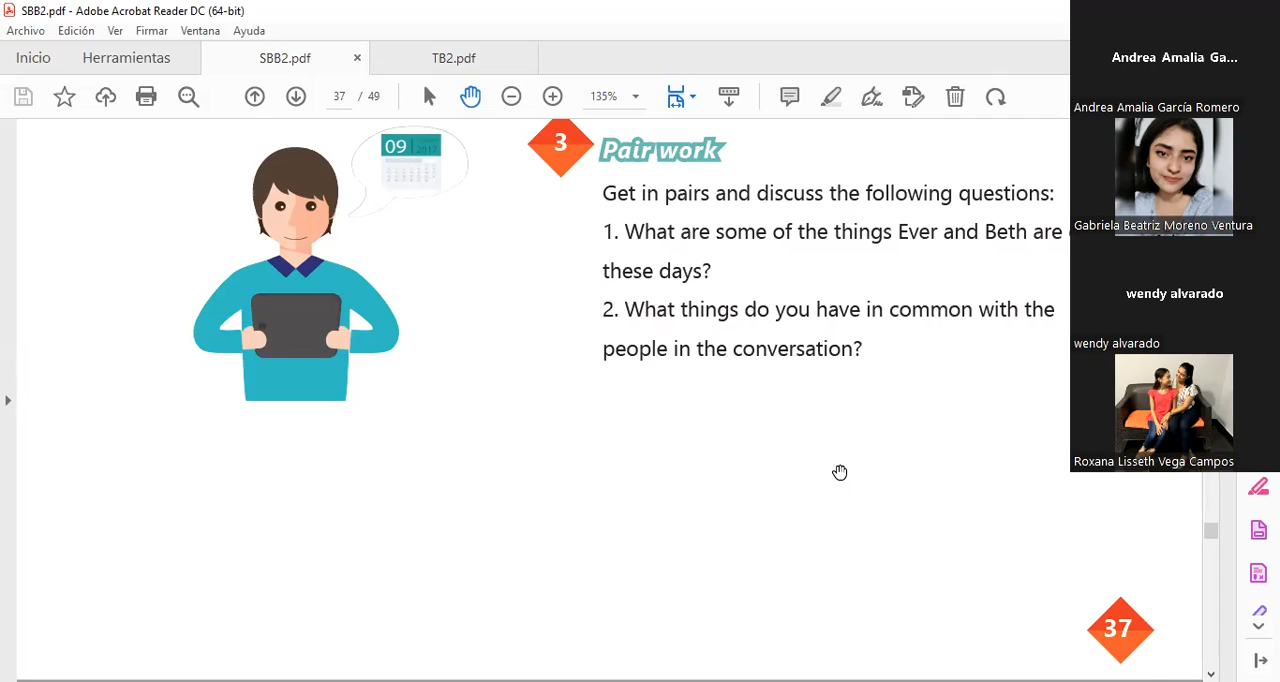 SBB2.pdf - Adobe Acrobat Reader DC (64-bit)
Archivo Edición Ver Firmar Ventana Ayuda
Inicio Herramientas SBB2.pdf × TB2.pdf
37 / 49 135%
09 2017
3 Pair work
Get in pairs and discuss the following questions:
1. What are some of the things Ever and Beth are
these days?
2. What things do you have in common with the
people in the conversation?
37
Andrea Amalia Ga...
Andrea Amalia García Romero
Gabriela Beatriz Moreno Ventura
wendy alvarado
wendy alvarado
Roxana Lisseth Vega Campos